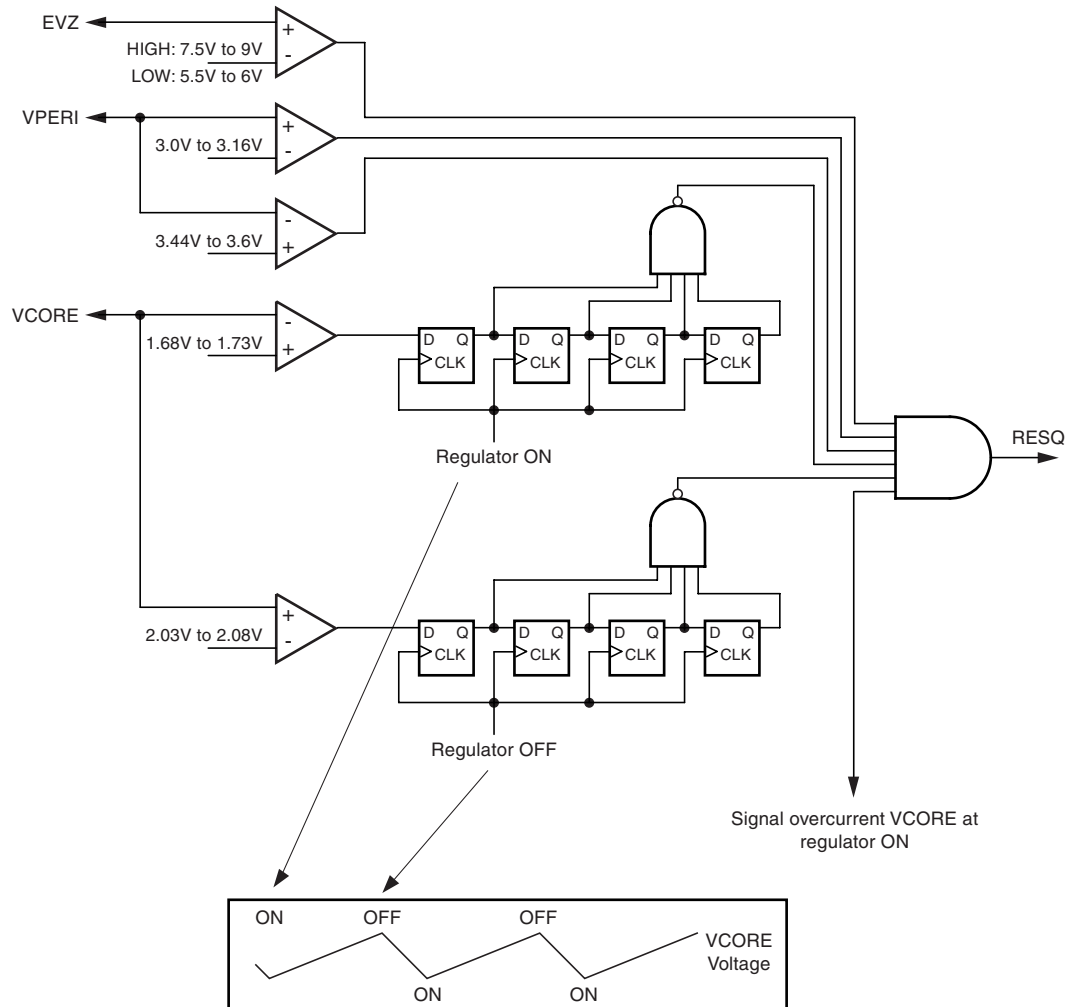 EVZ
HIGH: 7.5V to 9V
LOW: 5.5V to 6V
+
-
VPERI
3.0V to 3.16V
+
-
3.44V to 3.6V
-
+
VCORE
1.68V to 1.73V
-
+
D Q
CLK
D Q
CLK
D Q
CLK
D Q
CLK
Regulator ON
RESQ
2.03V to 2.08V
+
-
D Q
CLK
D Q
CLK
D Q
CLK
D Q
CLK
Regulator OFF
Signal overcurrent VCORE at
regulator ON
ON OFF OFF
VCORE
Voltage
ON ON